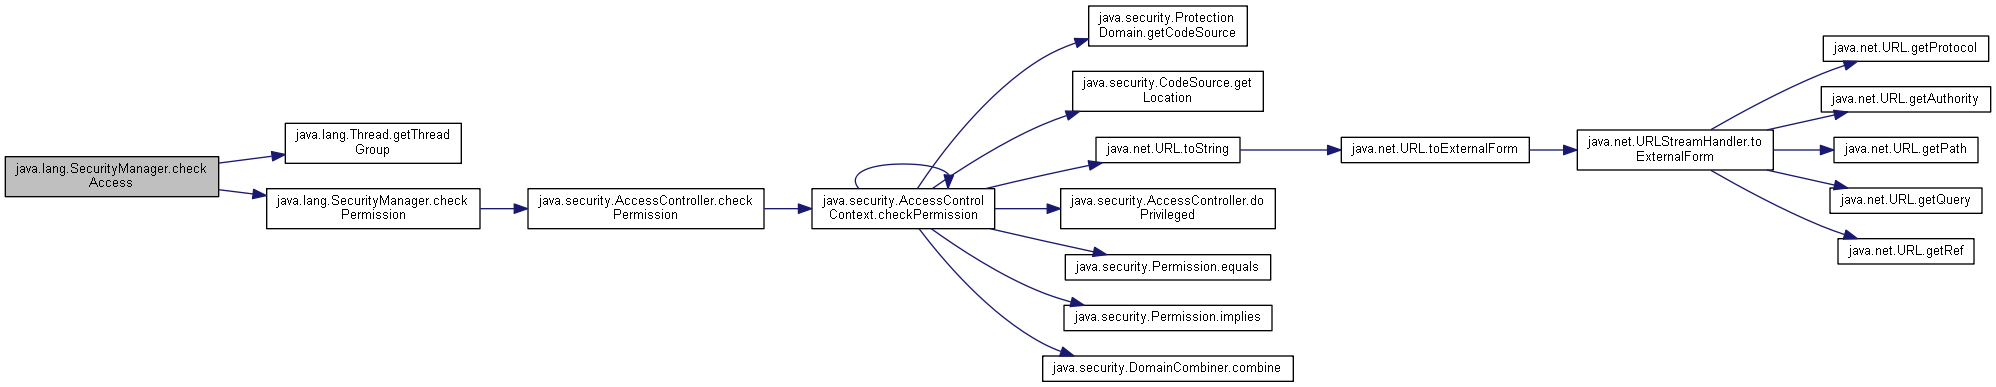 java.lang.SecurityManager.check
Access
java.lang.Thread.getThread
Group
java.lang.SecurityManager.check
Permission
java.security.AccessController.check
Permission
java.security.AccessControl
Context.checkPermission
java.security.Protection
Domain.getCodeSource
java.security.CodeSource.get
Location
java.net.URL.toString
java.security.AccessController.do
Privileged
java.security.Permission.equals
java.security.Permission.implies
java.security.DomainCombiner.combine
java.net.URL.toExternalForm
java.net.URLStreamHandler.to
ExternalForm
java.net.URL.getProtocol
java.net.URL.getAuthority
java.net.URL.getPath
java.net.URL.getQuery
java.net.URL.getRef